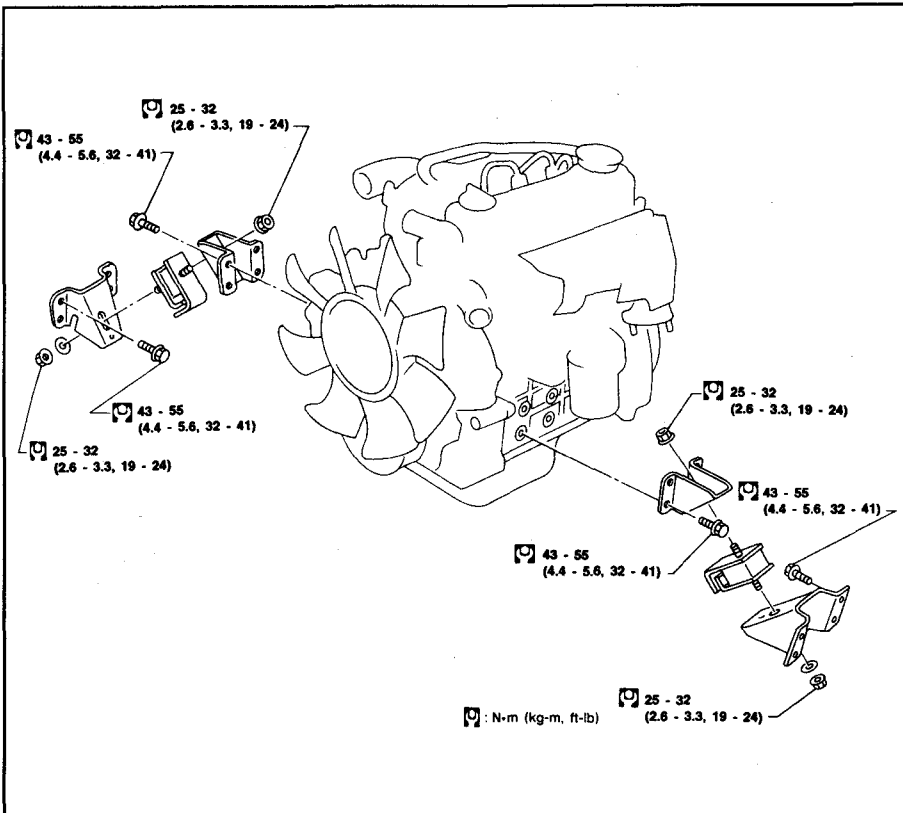 25 - 32
(2.6 - 3.3, 19 - 24)
43 - 55
(4.4 - 5.6, 32 - 41)
43 - 55
(4.4 - 5.6, 32 - 41)
25 - 32
(2.6 - 3.3, 19 - 24)
25 - 32
(2.6 - 3.3, 19 - 24)
43 - 55
(4.4 - 5.6, 32 - 41)
43 - 55
(4.4 - 5.6, 32 - 41)
25 - 32
(2.6 - 3.3, 19 - 24)
: N•m (kg-m, ft-lb)